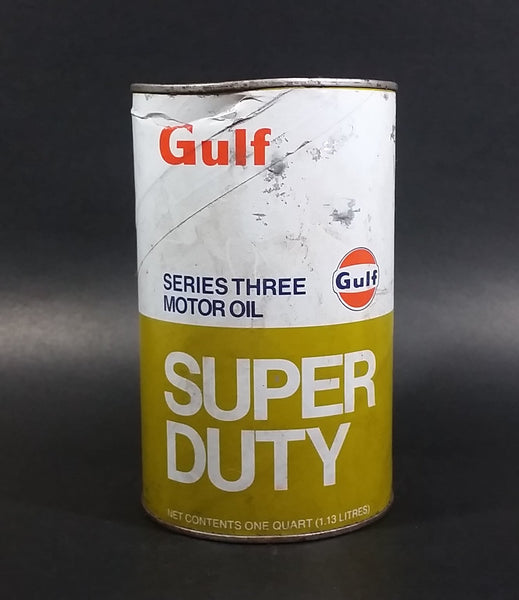 Gulf
SERIES THREE
MOTOR OIL
Gulf
SUPER
DUTY
NET CONTENTS ONE QUART (1.13 LITRES)